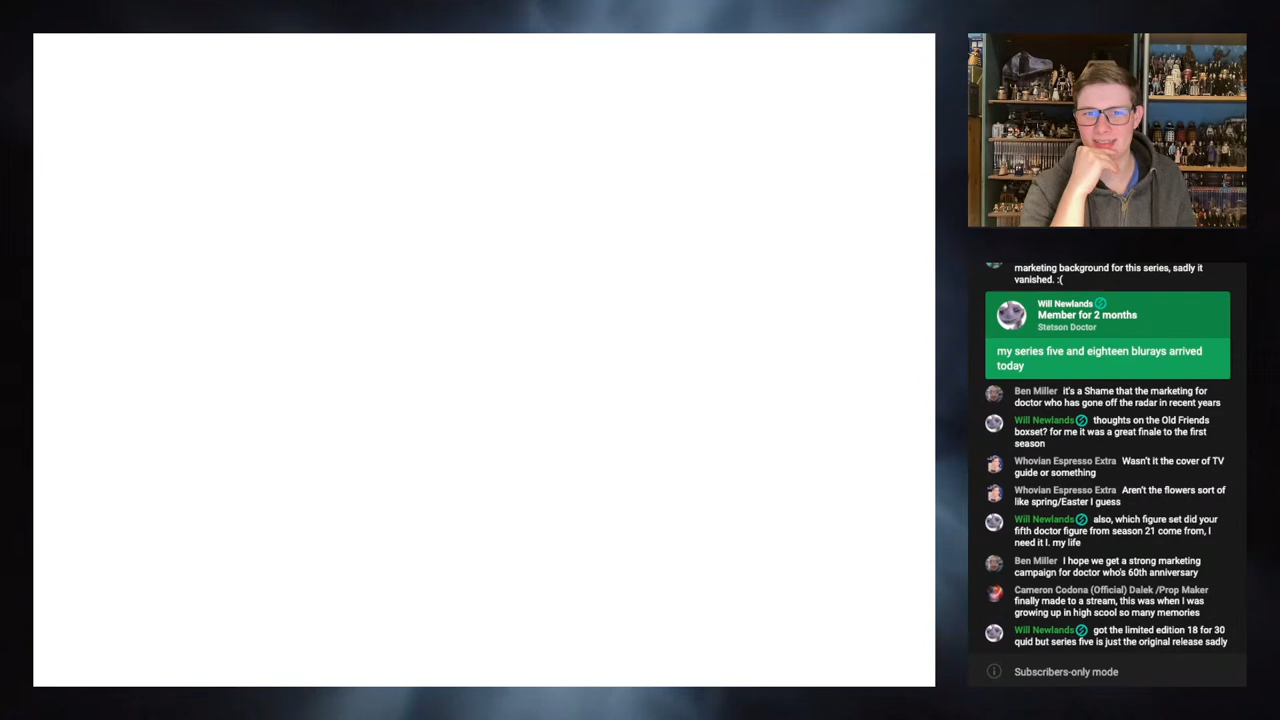 marketing background for this series, sadly it
vanished. :(
Will Newlands
Member for 2 months
Stetson Doctor
my series five and eighteen blurays arrived
today
Ben Miller it's a Shame that the marketing for
doctor who has gone off the radar in recent years
Will Newlands thoughts on the Old Friends
boxset? for me it was a great finale to the first
season
Whovian Espresso Extra Wasn't it the cover of TV
guide or something
Whovian Espresso Extra Aren't the flowers sort of
like spring/Easter I guess
Will Newlands also, which figure set did your
fifth doctor figure from season 21 come from, I
need it I. my life
Ben Miller I hope we get a strong marketing
campaign for doctor who's 60th anniversary
Cameron Codona (Official) Dalek /Prop Maker
finally made to a stream, this was when I was
growing up in high scool so many memories
Will Newlands got the limited edition 18 for 30
quid but series five is just the original release sadly
Subscribers-only mode